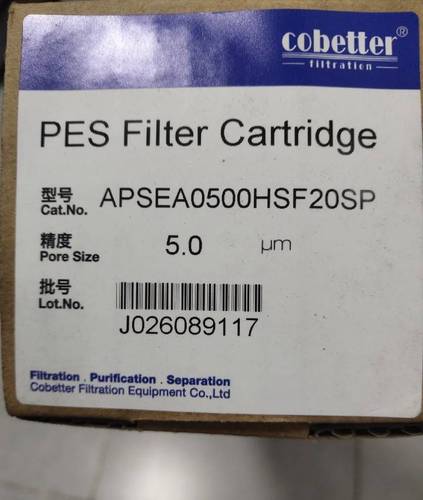 cobetter®
filtration
PES Filter Cartridge
型号 APSEA0500HSF20SP
Cat.No.
精度 5.0 μm
Pore Size
批号
Lot.No.
J026089117
Filtration . Purification . Separation
Cobetter Filtration Equipment Co.,Ltd